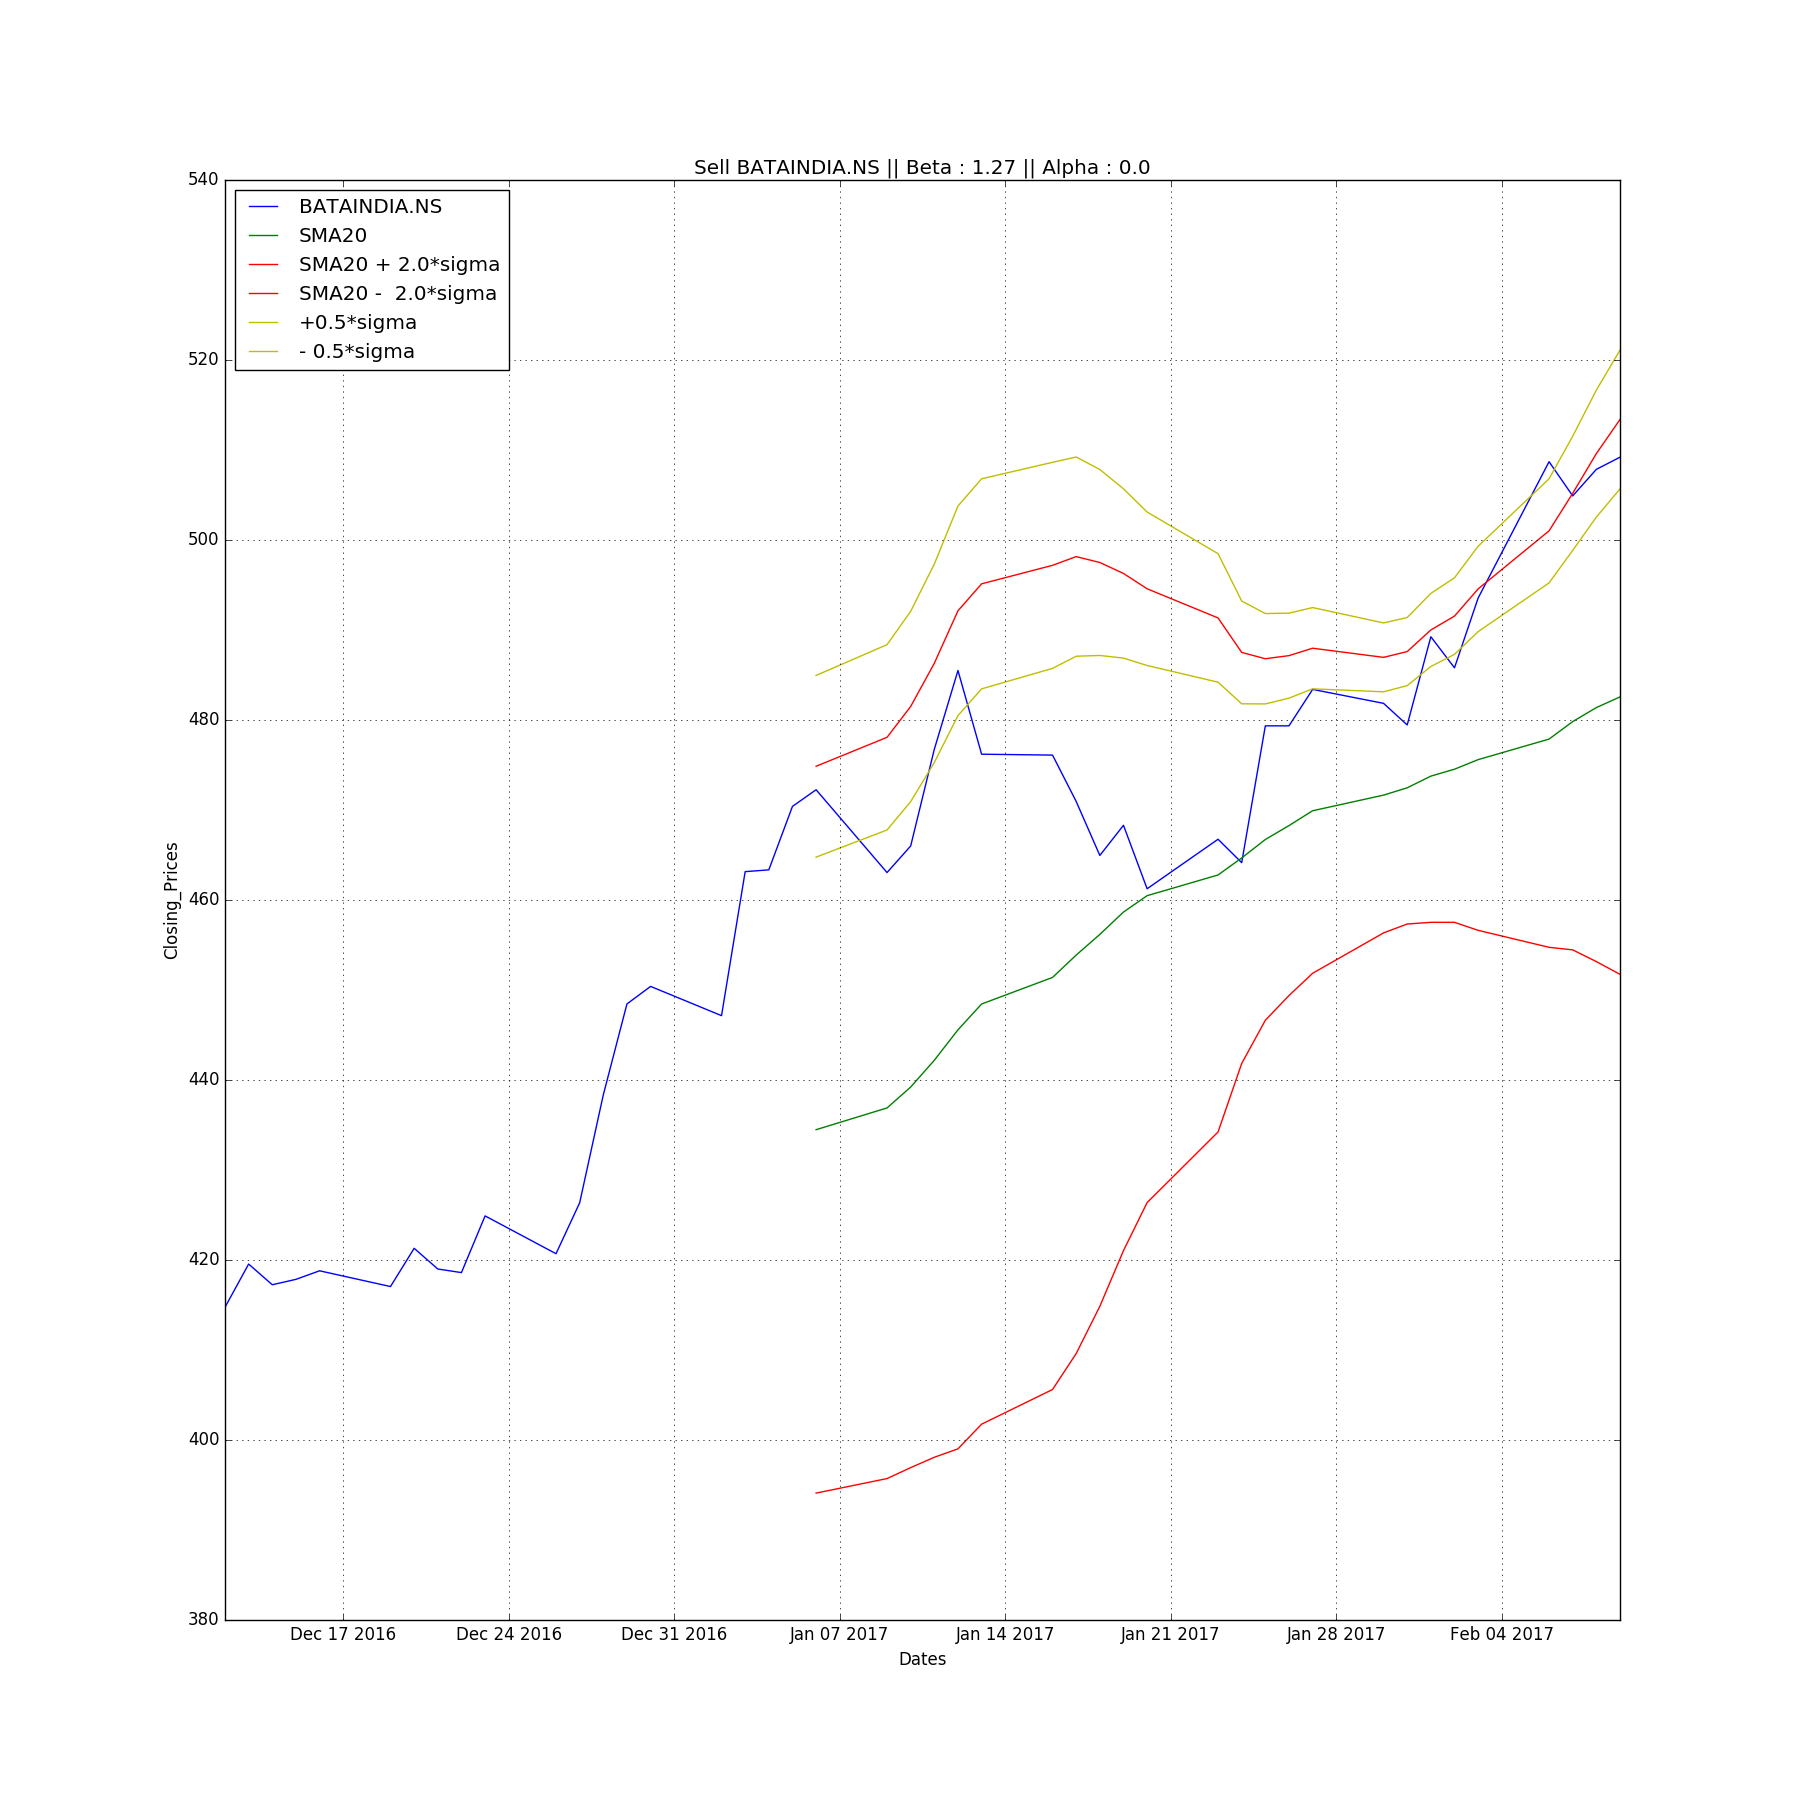 Sell BATAINDIA.NS || Beta : 1.27 || Alpha : 0.0
BATAINDIA.NS
SMA20
SMA20 + 2.0*sigma
SMA20 -  2.0*sigma
+0.5*sigma
- 0.5*sigma
540
520
500
480
460
440
420
400
380
Closing_Prices
Dec 17 2016
Dec 24 2016
Dec 31 2016
Jan 07 2017
Jan 14 2017
Jan 21 2017
Jan 28 2017
Feb 04 2017
Dates